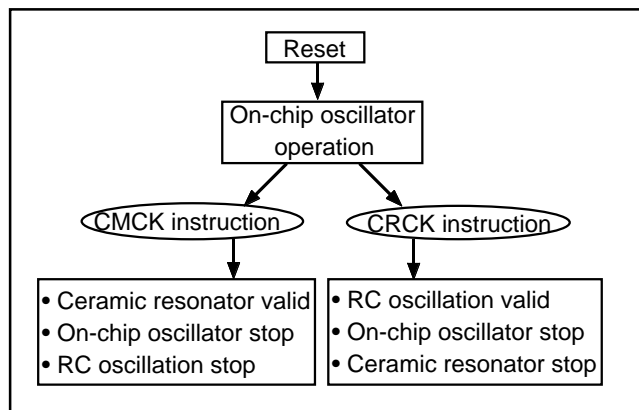 Reset
On-chip oscillator
operation
CMCK instruction
CRCK instruction
• Ceramic resonator valid
• On-chip oscillator stop
• RC oscillation stop
• RC oscillation valid
• On-chip oscillator stop
• Ceramic resonator stop